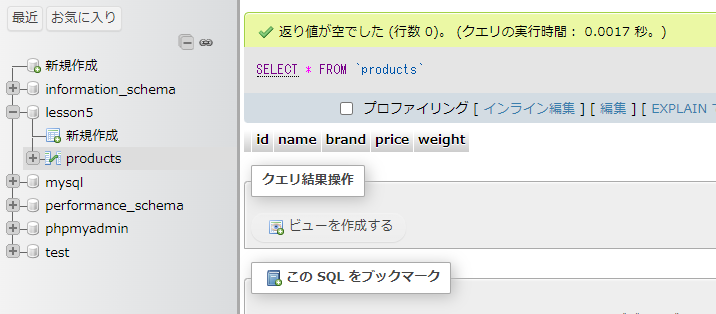 最近 お気に入り
新規作成
information_schema
lesson5
新規作成
products
mysql
performance_schema
phpmyadmin
test
返り値が空でした (行数 0)。 (クエリの実行時間： 0.0017 秒。)
SELECT * FROM `products`
プロファイリング [ インライン編集 ] [ 編集 ] [ EXPLAIN
id name brand price weight
クエリ結果操作
ビューを作成する
この SQL をブックマーク